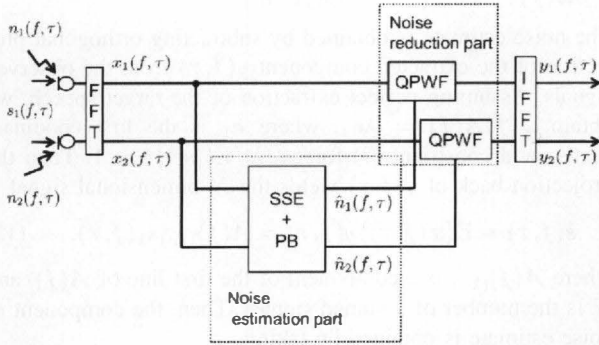 n₁(f,τ)
s₁(f,τ)
n₂(f,τ)
F
F
T
x₁(f,τ)
x₂(f,τ)
Noise
reduction part
QPWF
QPWF
I
F
F
T
y₁(f,τ)
y₂(f,τ)
SSE
+
PB
n̂₁(f,τ)
n̂₂(f,τ)
Noise
estimation part